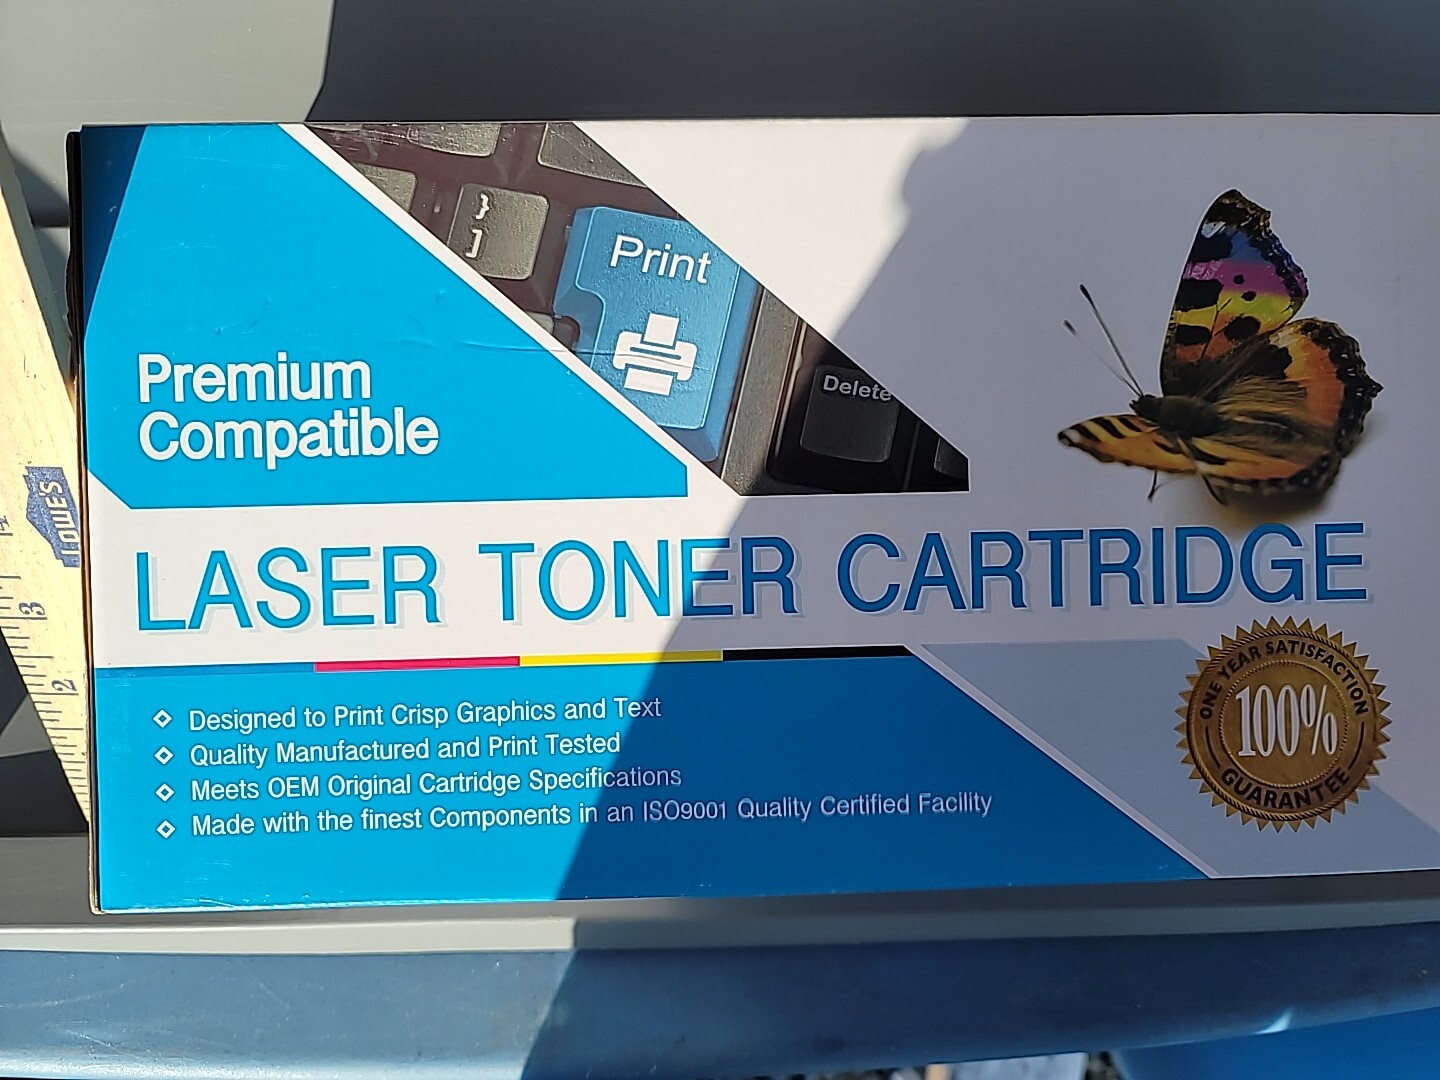 }
]
Print
Delete
Premium
Compatible
LOWE'S
3
2
LASER TONER CARTRIDGE
Designed to Print Crisp Graphics and Text
Quality Manufactured and Print Tested
Meets OEM Original Cartridge Specifications
Made with the finest Components in an ISO9001 Quality Certified Facility
ONE YEAR SATISFACTION
100%
GUARANTEE